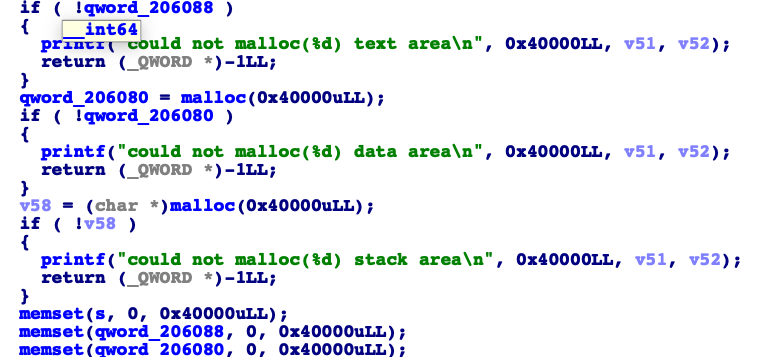 if ( !qword_206088 )
{
__int64
printf("could not malloc(%d) text area\n", 0x40000LL, v51, v52);
return (_QWORD *)-1LL;
}
qword_206080 = malloc(0x40000uLL);
if ( !qword_206080 )
{
printf("could not malloc(%d) data area\n", 0x40000LL, v51, v52);
return (_QWORD *)-1LL;
}
v58 = (char *)malloc(0x40000uLL);
if ( !v58 )
{
printf("could not malloc(%d) stack area\n", 0x40000LL, v51, v52);
return (_QWORD *)-1LL;
}
memset(s, 0, 0x40000uLL);
memset(qword_206088, 0, 0x40000uLL);
memset(qword_206080, 0, 0x40000uLL);